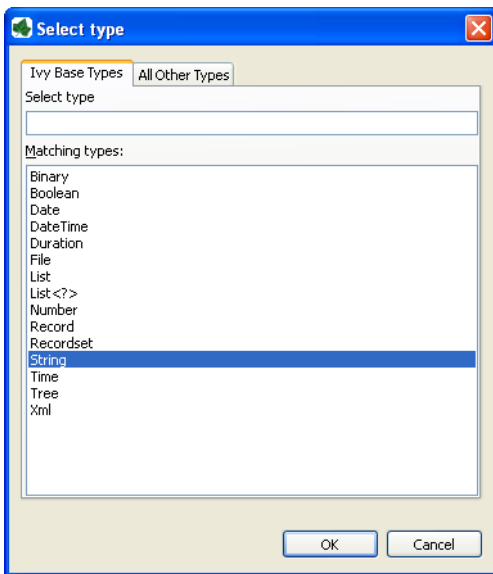 Select type
Ivy Base Types All Other Types
Select type
Matching types:
Binary
Boolean
Date
DateTime
Duration
File
List
List<?>
Number
Record
Recordset
String
Time
Tree
Xml
OK Cancel